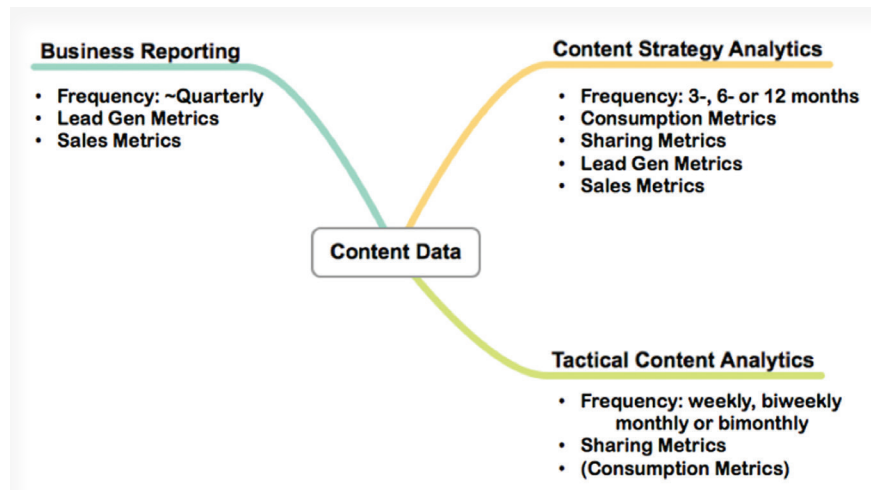 Business Reporting
• Frequency: ~Quarterly
• Lead Gen Metrics
• Sales Metrics
Content Strategy Analytics
• Frequency: 3-, 6- or 12 months
• Consumption Metrics
• Sharing Metrics
• Lead Gen Metrics
• Sales Metrics
Content Data
Tactical Content Analytics
• Frequency: weekly, biweekly
monthly or bimonthly
• Sharing Metrics
• (Consumption Metrics)